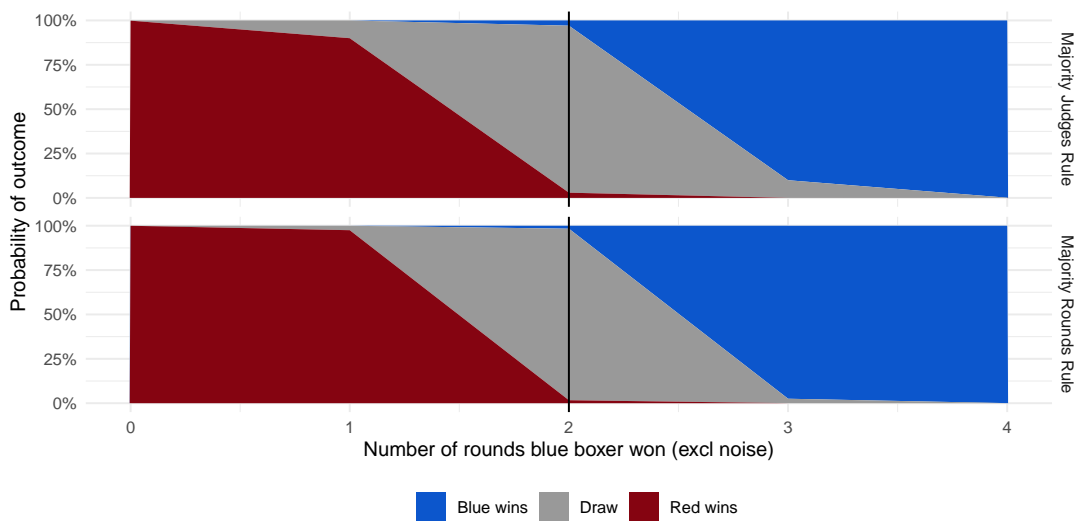 Probability of outcome
100%
75%
50%
25%
0%
Majority Judges Rule
100%
75%
50%
25%
0%
Majority Rounds Rule
0 1 2 3 4
Number of rounds blue boxer won (excl noise)
Blue wins Draw Red wins